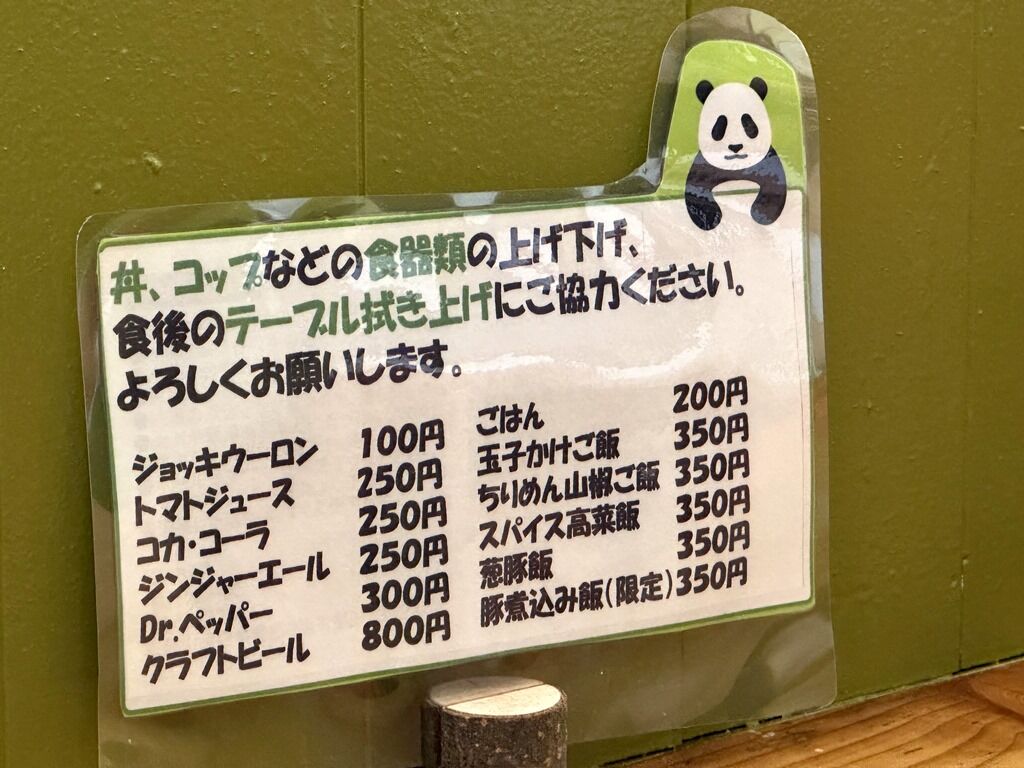 丼、コップなどの食器類の上げ下げ、
食後のテーブル拭き上げにご協力ください。
よろしくお願いします。
ジョッキウーロン 100円
トマトジュース 250円
コカ・コーラ 250円
ジンジャーエール 250円
Dr.ペッパー 300円
クラフトビール 800円
ごはん 200円
玉子かけご飯 350円
ちりめん山椒ご飯 350円
スパイス高菜飯 350円
葱豚飯 350円
豚煮込み飯(限定)350円